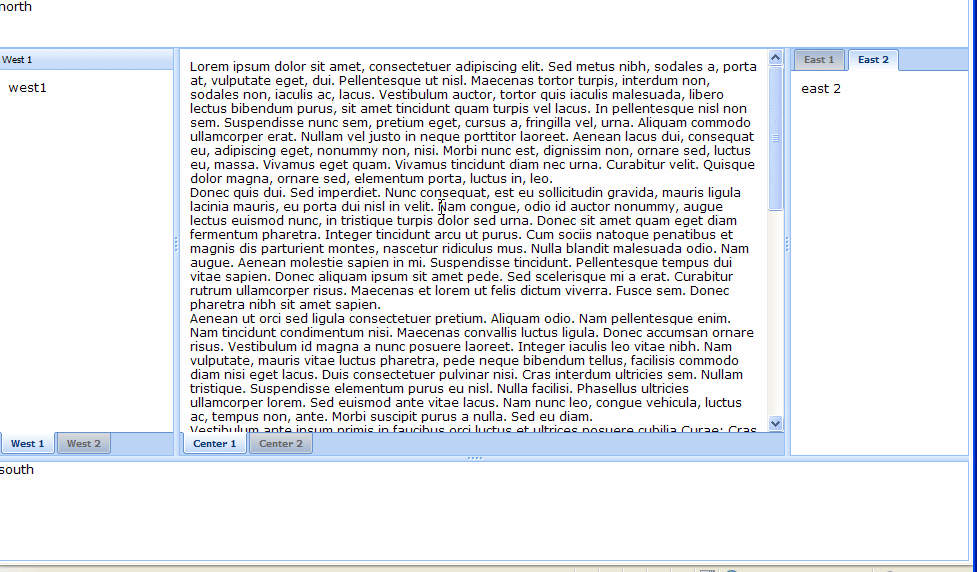 north
West 1
west1
West 1 West 2
Lorem ipsum dolor sit amet, consectetuer adipiscing elit. Sed metus nibh, sodales a, porta
at, vulputate eget, dui. Pellentesque ut nisl. Maecenas tortor turpis, interdum non,
sodales non, iaculis ac, lacus. Vestibulum auctor, tortor quis iaculis malesuada, libero
lectus bibendum purus, sit amet tincidunt quam turpis vel lacus. In pellentesque nisl non
sem. Suspendisse nunc sem, pretium eget, cursus a, fringilla vel, urna. Aliquam commodo
ullamcorper erat. Nullam vel justo in neque porttitor laoreet. Aenean lacus dui, consequat
eu, adipiscing eget, nonummy non, nisi. Morbi nunc est, dignissim non, ornare sed, luctus
eu, massa. Vivamus eget quam. Vivamus tincidunt diam nec urna. Curabitur velit. Quisque
dolor magna, ornare sed, elementum porta, luctus in, leo.
Donec quis dui. Sed imperdiet. Nunc consequat, est eu sollicitudin gravida, mauris ligula
lacinia mauris, eu porta dui nisl in velit. Nam congue, odio id auctor nonummy, augue
lectus euismod nunc, in tristique turpis dolor sed urna. Donec sit amet quam eget diam
fermentum pharetra. Integer tincidunt arcu ut purus. Cum sociis natoque penatibus et
magnis dis parturient montes, nascetur ridiculus mus. Nulla blandit malesuada odio. Nam
augue. Aenean molestie sapien in mi. Suspendisse tincidunt. Pellentesque tempus dui
vitae sapien. Donec aliquam ipsum sit amet pede. Sed scelerisque mi a erat. Curabitur
rutrum ullamcorper risus. Maecenas et lorem ut felis dictum viverra. Fusce sem. Donec
pharetra nibh sit amet sapien.
Aenean ut orci sed ligula consectetuer pretium. Aliquam odio. Nam pellentesque enim.
Nam tincidunt condimentum nisi. Maecenas convallis luctus ligula. Donec accumsan ornare
risus. Vestibulum id magna a nunc posuere laoreet. Integer iaculis leo vitae nibh. Nam
vulputate, mauris vitae luctus pharetra, pede neque bibendum tellus, facilisis commodo
diam nisi eget lacus. Duis consectetuer pulvinar nisi. Cras interdum ultricies sem. Nullam
tristique. Suspendisse elementum purus eu nisl. Nulla facilisi. Phasellus ultricies
ullamcorper lorem. Sed euismod ante vitae lacus. Nam nunc leo, congue vehicula, luctus
ac, tempus non, ante. Morbi suscipit purus a nulla. Sed eu diam.
Vestibulum ante ipsum primis in faucibus orci luctus et ultrices posuere cubilia Curae; Cras
Center 1 Center 2
East 1 East 2
east 2
south